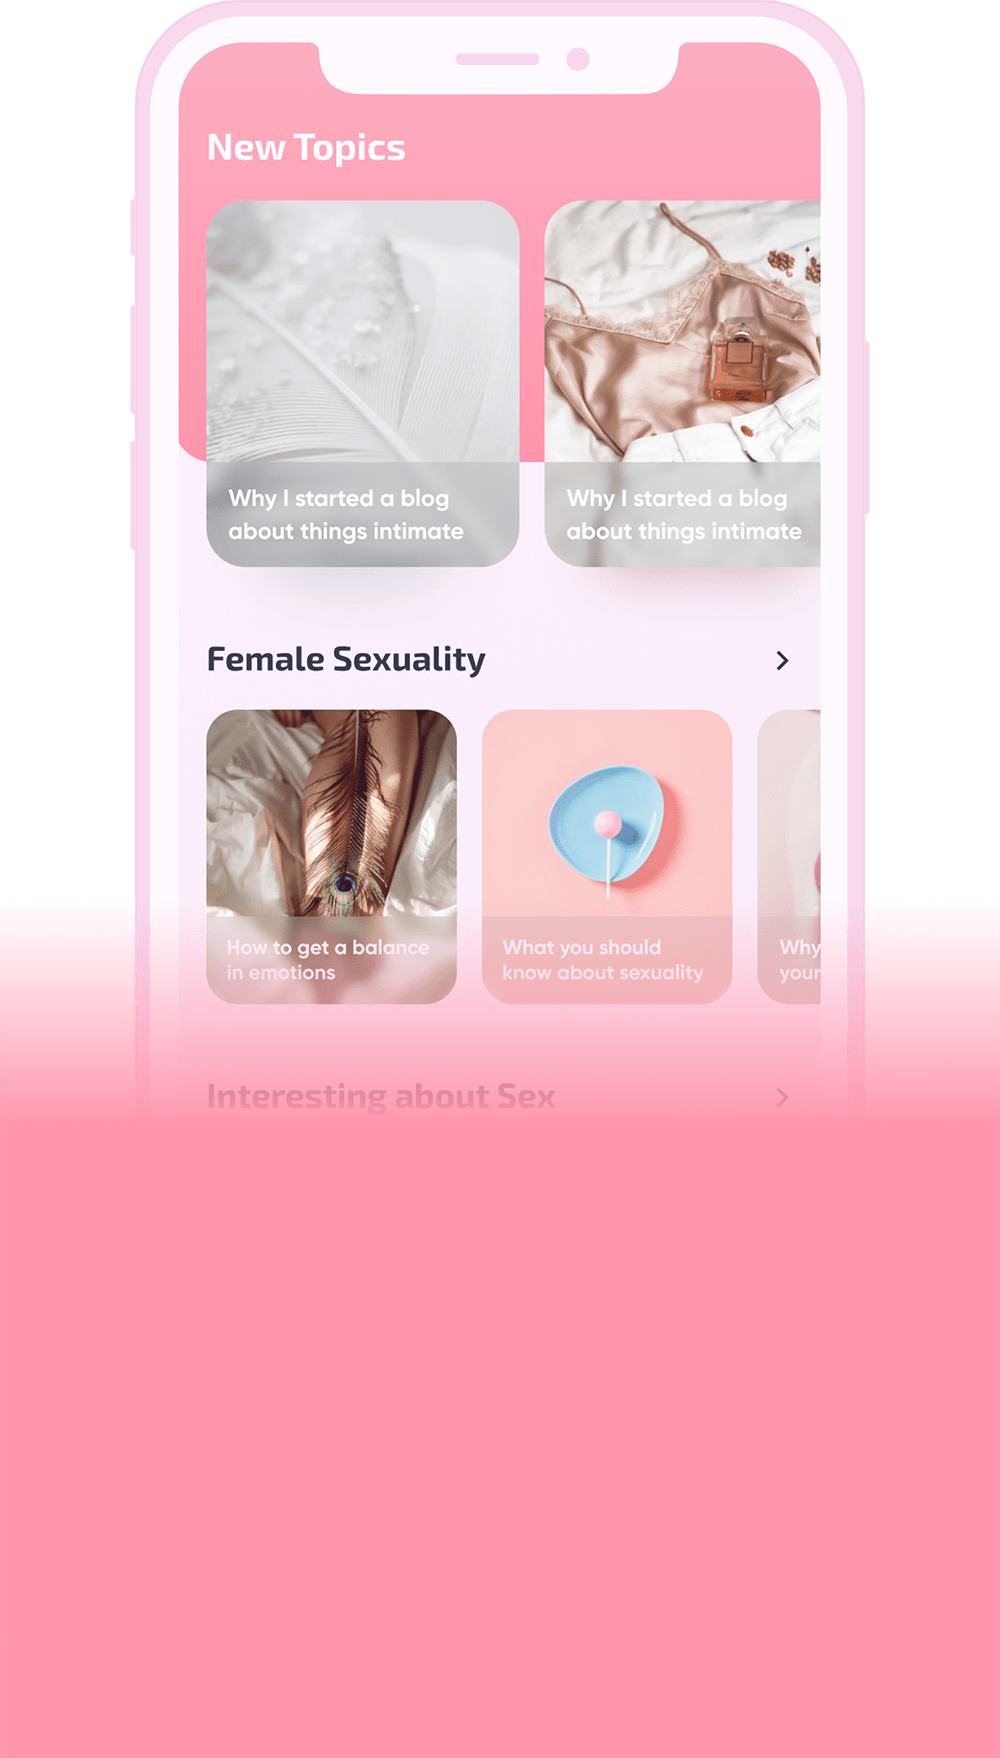 New Topics
Why I started a blog
about things intimate
Why I started a blog
about things intimate
Female Sexuality
How to get a balance
in emotions
What you should
know about sexuality
Why
your
Interesting about Sex